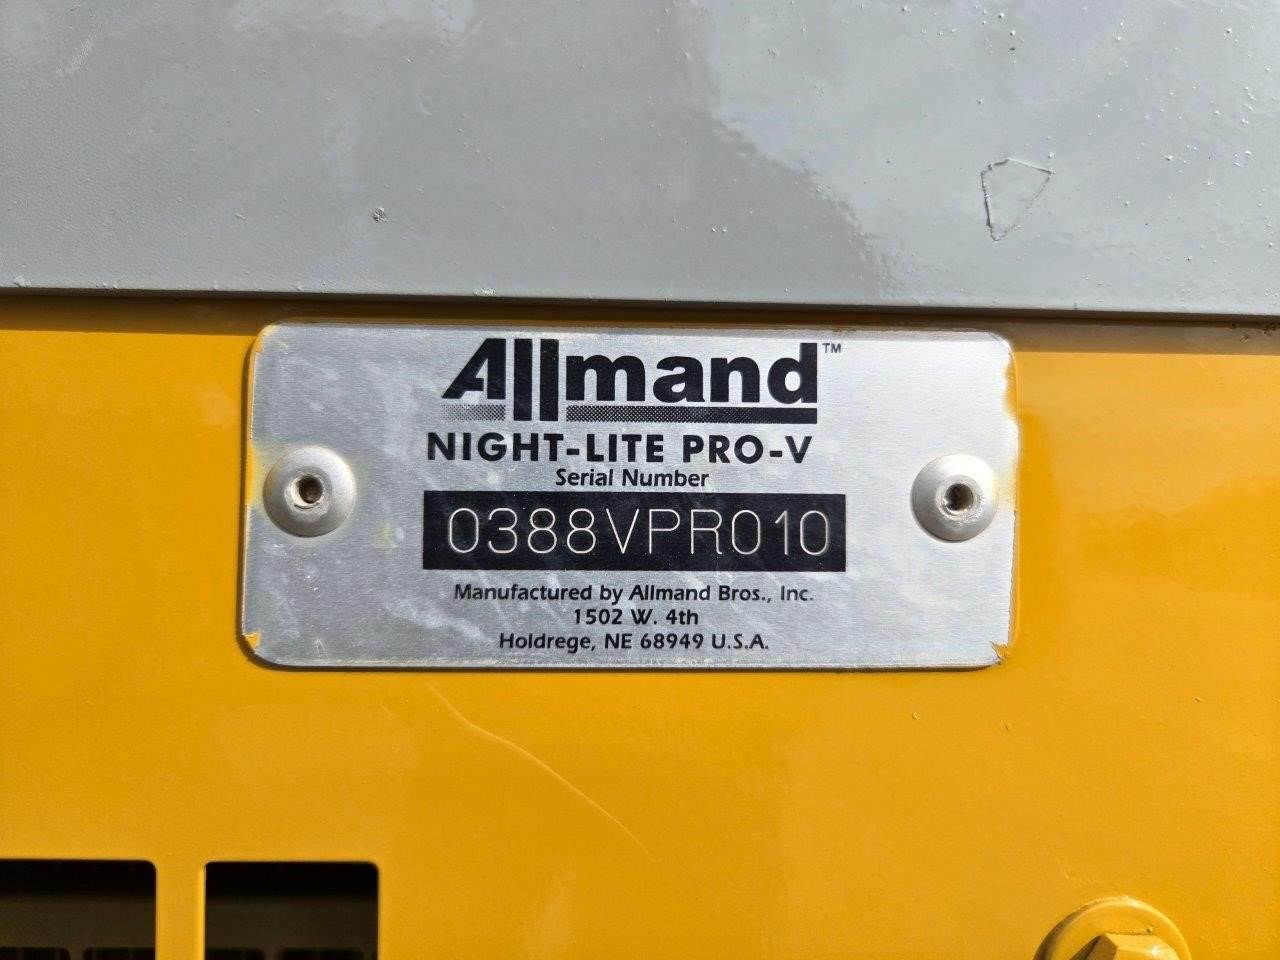 Allmand™
NIGHT-LITE PRO-V
Serial Number
0388VPR010
Manufactured by Allmand Bros., Inc.
1502 W. 4th
Holdrege, NE 68949 U.S.A.